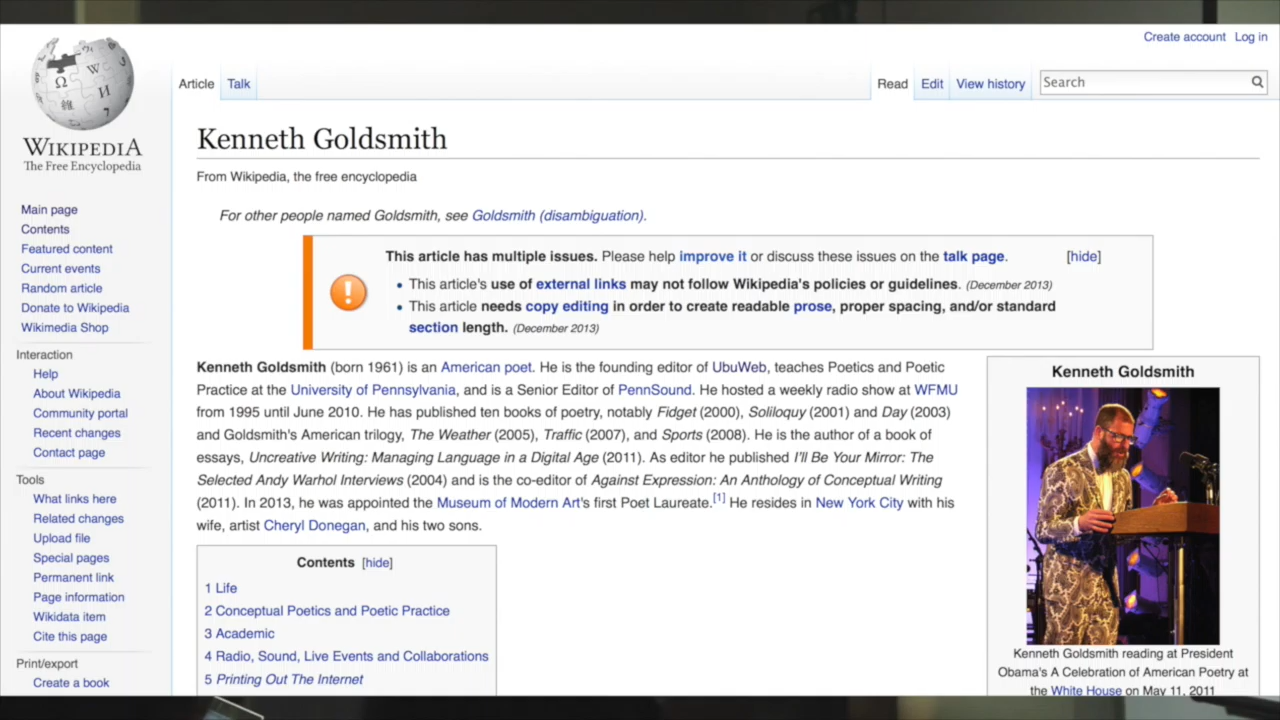 Create account Log in
WIKIPEDIA
The Free Encyclopedia
Article Talk
Read Edit View history Search
Kenneth Goldsmith
From Wikipedia, the free encyclopedia
For other people named Goldsmith, see Goldsmith (disambiguation).
This article has multiple issues. Please help improve it or discuss these issues on the talk page. [hide]
• This article's use of external links may not follow Wikipedia's policies or guidelines. (December 2013)
• This article needs copy editing in order to create readable prose, proper spacing, and/or standard
section length. (December 2013)
Main page
Contents
Featured content
Current events
Random article
Donate to Wikipedia
Wikimedia Shop
Interaction
Help
About Wikipedia
Community portal
Recent changes
Contact page
Tools
What links here
Related changes
Upload file
Special pages
Permanent link
Page information
Wikidata item
Cite this page
Print/export
Create a book
Kenneth Goldsmith (born 1961) is an American poet. He is the founding editor of UbuWeb, teaches Poetics and Poetic
Practice at the University of Pennsylvania, and is a Senior Editor of PennSound. He hosted a weekly radio show at WFMU
from 1995 until June 2010. He has published ten books of poetry, notably Fidget (2000), Soliloquy (2001) and Day (2003)
and Goldsmith's American trilogy, The Weather (2005), Traffic (2007), and Sports (2008). He is the author of a book of
essays, Uncreative Writing: Managing Language in a Digital Age (2011). As editor he published I'll Be Your Mirror: The
Selected Andy Warhol Interviews (2004) and is the co-editor of Against Expression: An Anthology of Conceptual Writing
(2011). In 2013, he was appointed the Museum of Modern Art's first Poet Laureate.[1] He resides in New York City with his
wife, artist Cheryl Donegan, and his two sons.
Contents [hide]
1 Life
2 Conceptual Poetics and Poetic Practice
3 Academic
4 Radio, Sound, Live Events and Collaborations
5 Printing Out The Internet
Kenneth Goldsmith
Kenneth Goldsmith reading at President
Obama's A Celebration of American Poetry at
the White House on May 11, 2011